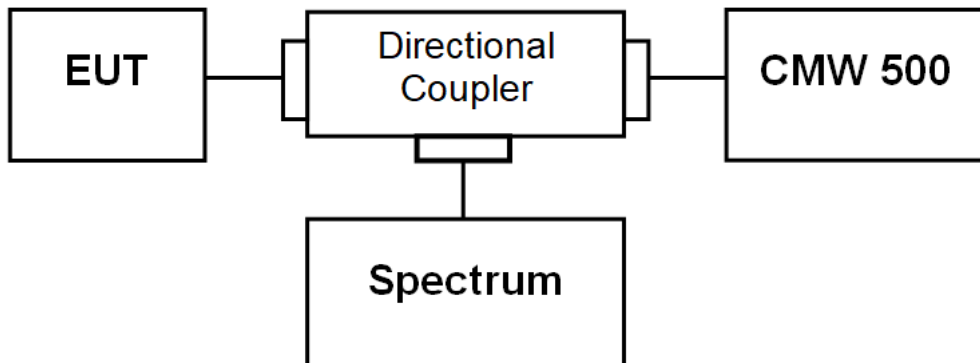 EUT
Directional
Coupler
CMW 500
Spectrum